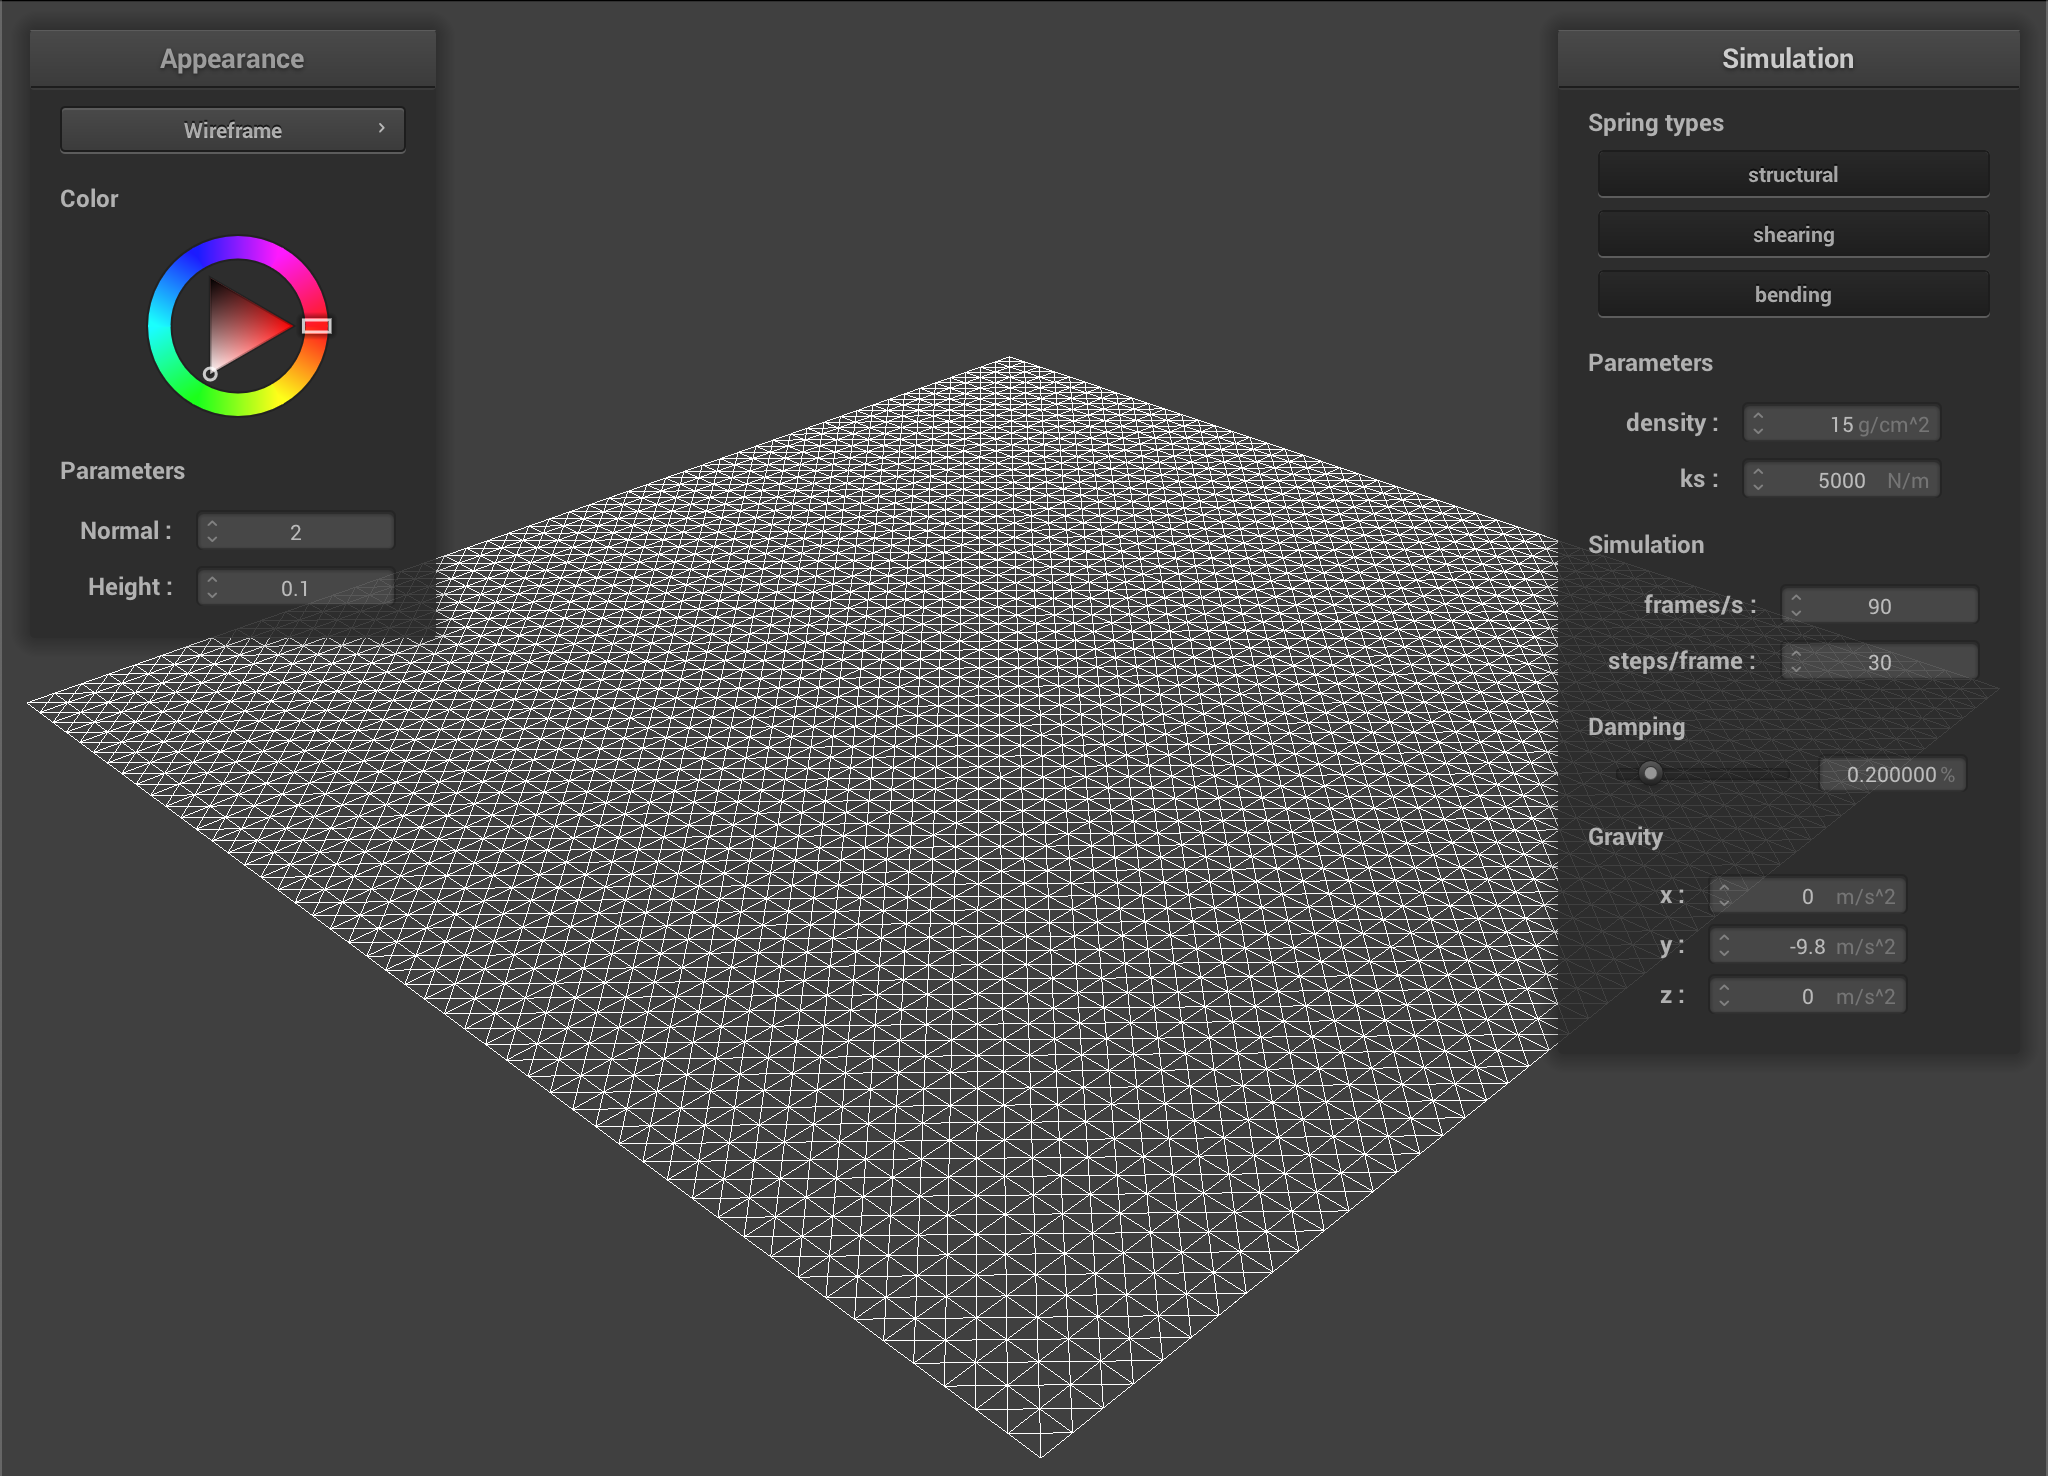 Appearance
Wireframe
Color
Parameters
Normal : 2
Height : 0.1
Simulation
Spring types
structural
shearing
bending
Parameters
density : 15 g/cm^2
ks : 5000 N/m
Simulation
frames/s : 90
steps/frame : 30
Damping
0.200000 %
Gravity
x : 0 m/s^2
y : -9.8 m/s^2
z : 0 m/s^2